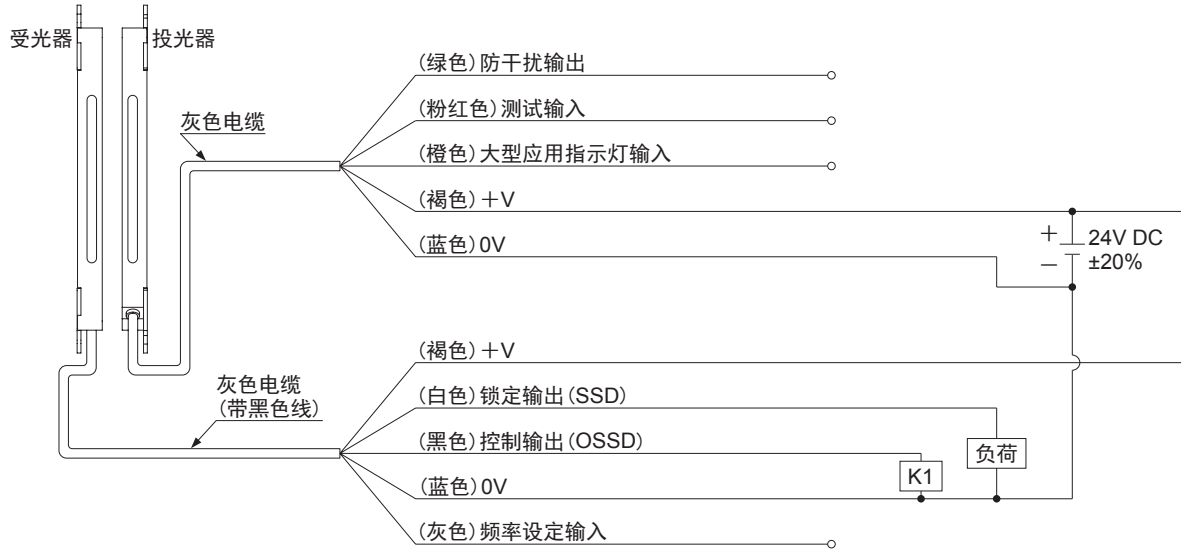 受光器
投光器
灰色电缆
(绿色) 防干扰输出
(粉红色) 测试输入
(橙色) 大型应用指示灯输入
(褐色) +V
(蓝色) 0V
+
−
24V DC
±20%
灰色电缆
(带黑色线)
(褐色) +V
(白色) 锁定输出 (SSD)
(黑色) 控制输出 (OSSD)
(蓝色) 0V
(灰色) 频率设定输入
K1
负荷